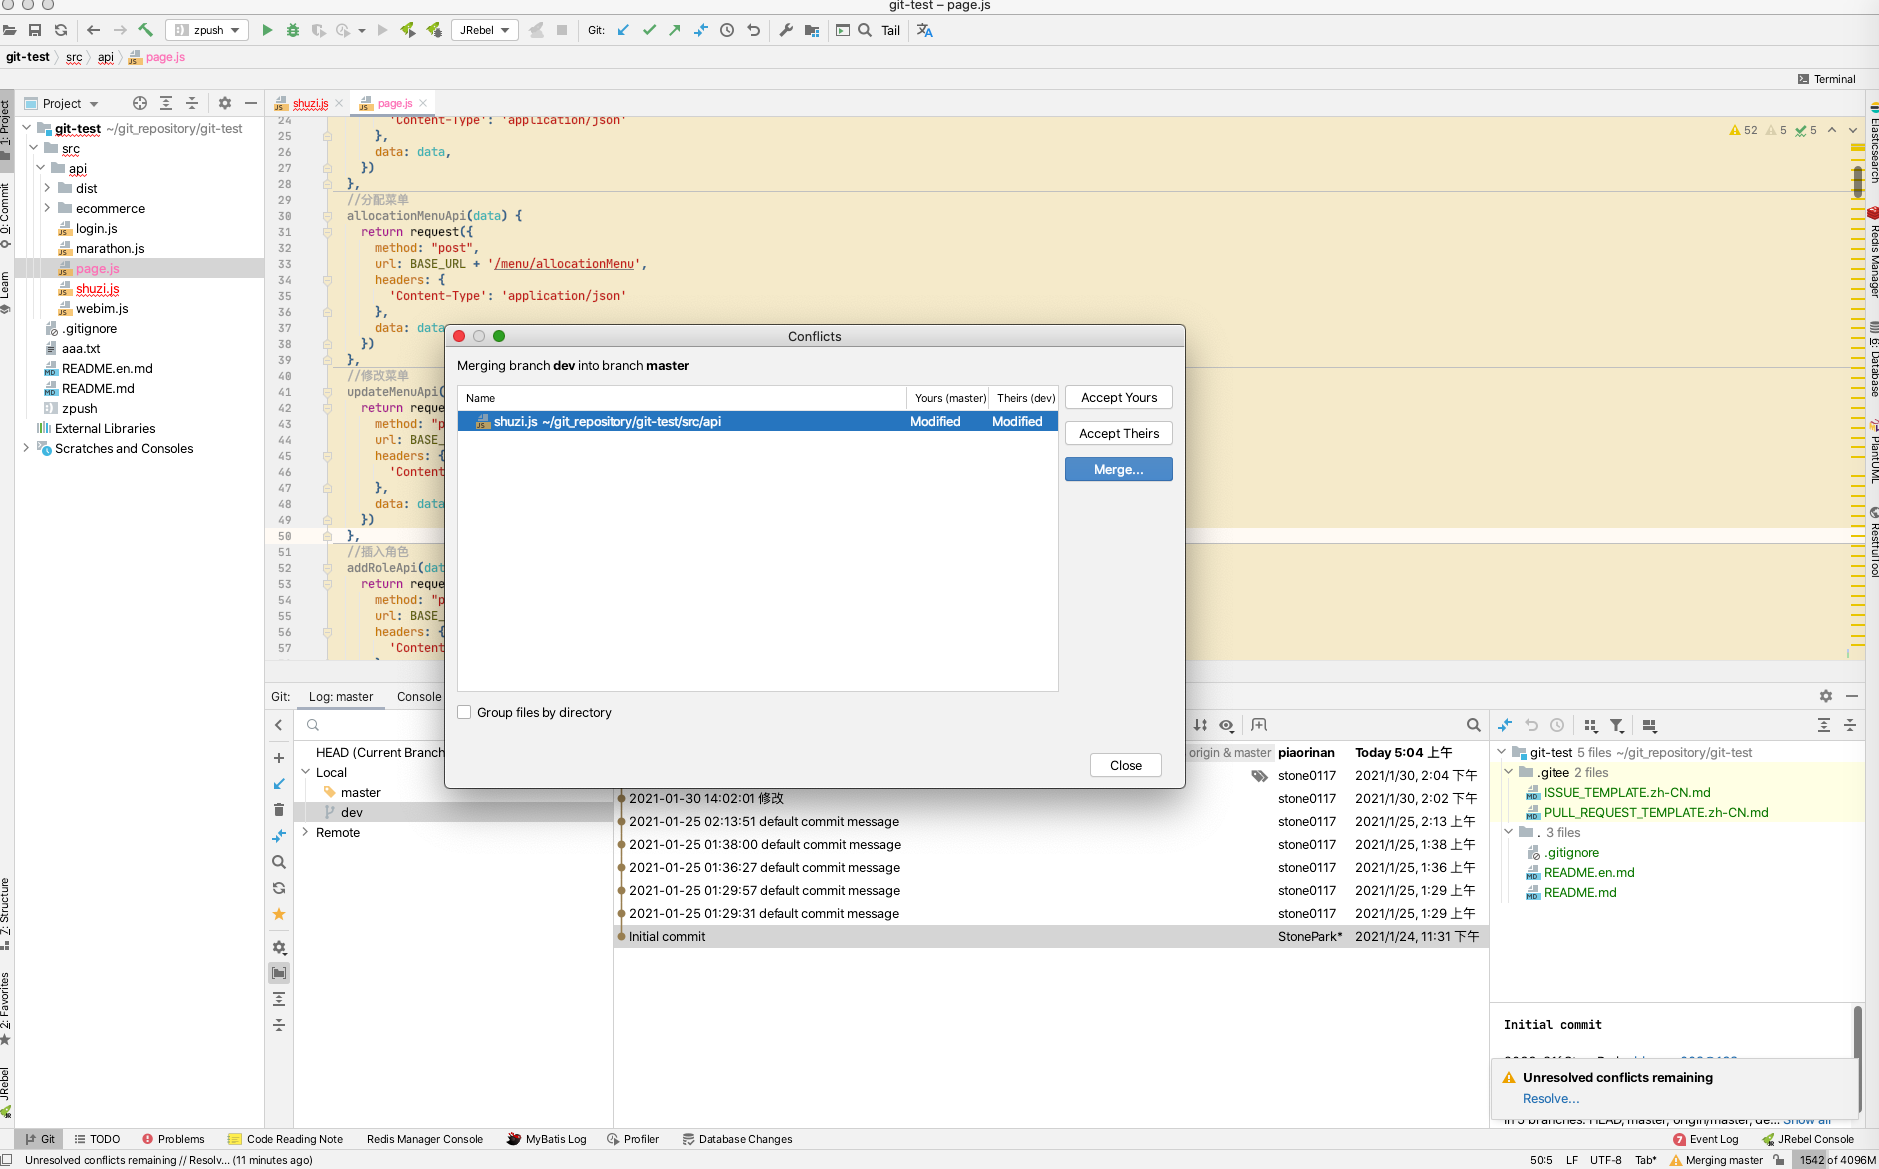 git-test – page.js
zpush
JRebel
Git:
Tail
git-test
src
api
page.js
Terminal
1: Project
0: Commit
Learn
7: Structure
2: Favorites
JRebel
Project
git-test ~/git_repository/git-test
src
api
dist
ecommerce
login.js
marathon.js
page.js
shuzi.js
webim.js
.gitignore
aaa.txt
README.en.md
README.md
zpush
External Libraries
Scratches and Consoles
shuzi.js
page.js
52 5 5
24 'Content-Type': 'application/json'
25 },
26 data: data,
27 })
28 },
29 //分配菜单
30 allocationMenuApi(data) {
31 return request({
32 method: "post",
33 url: BASE_URL + '/menu/allocationMenu',
34 headers: {
35 'Content-Type': 'application/json'
36 },
37 data: data
38 })
39 },
40 //修改菜单
41 updateMenuApi(
42 return reque
43 method: "p
44 url: BASE_
45 headers: {
46 'Content
47 },
48 data: data
49 })
50 },
51 //插入角色
52 addRoleApi(dat
53 return reque
54 method: "p
55 url: BASE_
56 headers: {
57 'Content
Elasticsearch
Redis Manager
6: Database
PlantUML
RestfulTool
Conflicts
Merging branch dev into branch master
Name Yours (master) Theirs (dev)
shuzi.js ~/git_repository/git-test/src/api Modified Modified
Accept Yours
Accept Theirs
Merge...
Group files by directory
Close
Git:
Log: master
Console
HEAD (Current Branch
Local
master
dev
Remote
origin & master piaorinan Today 5:04 上午
stone0117 2021/1/30, 2:04 下午
2021-01-30 14:02:01 修改 stone0117 2021/1/30, 2:02 下午
2021-01-25 02:13:51 default commit message stone0117 2021/1/25, 2:13 上午
2021-01-25 01:38:00 default commit message stone0117 2021/1/25, 1:38 上午
2021-01-25 01:36:27 default commit message stone0117 2021/1/25, 1:36 上午
2021-01-25 01:29:57 default commit message stone0117 2021/1/25, 1:29 上午
2021-01-25 01:29:31 default commit message stone0117 2021/1/25, 1:29 上午
Initial commit StonePark* 2021/1/24, 11:31 下午
git-test 5 files ~/git_repository/git-test
.gitee 2 files
ISSUE_TEMPLATE.zh-CN.md
PULL_REQUEST_TEMPLATE.zh-CN.md
. 3 files
.gitignore
README.en.md
README.md
Initial commit
Unresolved conflicts remaining
Resolve...
In 5 branches: HEAD, master, origin/master, de... Show all
Git
TODO
Problems
Code Reading Note
Redis Manager Console
MyBatis Log
Profiler
Database Changes
7 Event Log
JRebel Console
Unresolved conflicts remaining // Resolv... (11 minutes ago)
50:5 LF UTF-8 Tab* Merging master 1542 of 4096M